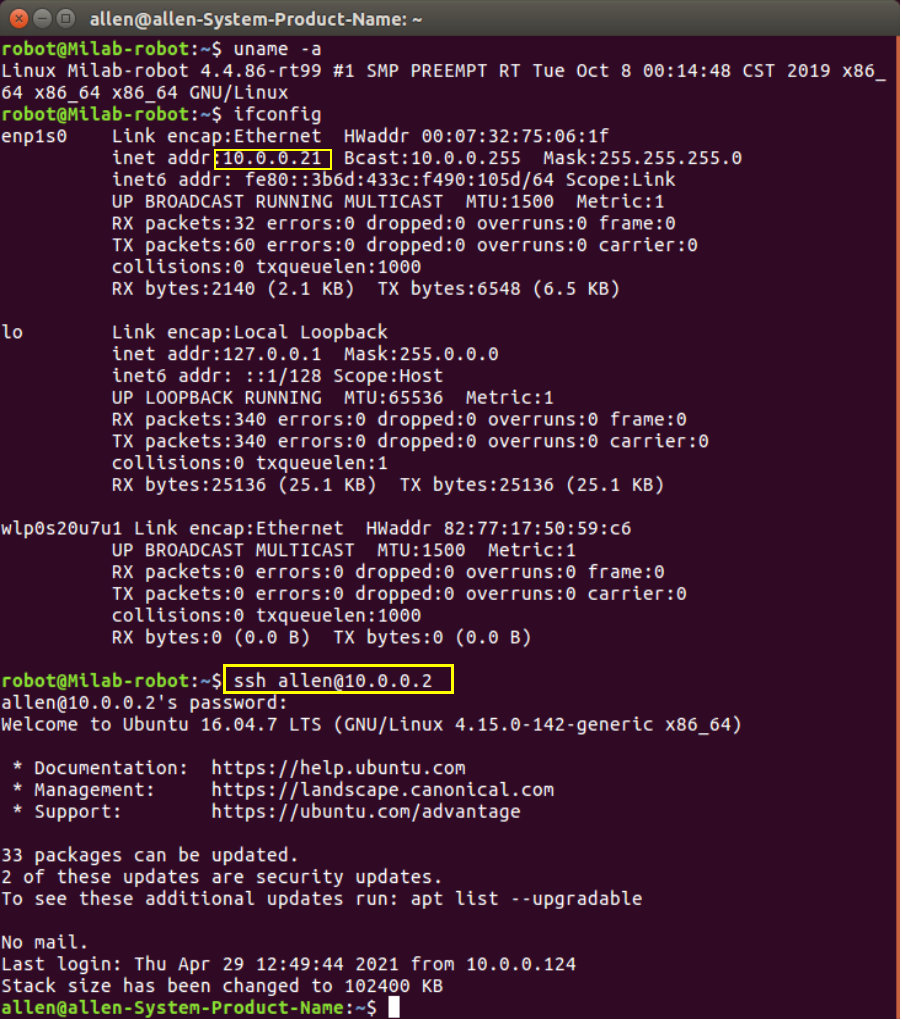 allen@allen-System-Product-Name: ~
robot@Milab-robot:~$ uname -a
Linux Milab-robot 4.4.86-rt99 #1 SMP PREEMPT RT Tue Oct 8 00:14:48 CST 2019 x86_
64 x86_64 x86_64 GNU/Linux
robot@Milab-robot:~$ ifconfig
enp1s0    Link encap:Ethernet  HWaddr 00:07:32:75:06:1f
          inet addr:10.0.0.21  Bcast:10.0.0.255  Mask:255.255.255.0
          inet6 addr: fe80::3b6d:433c:f490:105d/64 Scope:Link
          UP BROADCAST RUNNING MULTICAST  MTU:1500  Metric:1
          RX packets:32 errors:0 dropped:0 overruns:0 frame:0
          TX packets:60 errors:0 dropped:0 overruns:0 carrier:0
          collisions:0 txqueuelen:1000
          RX bytes:2140 (2.1 KB)  TX bytes:6548 (6.5 KB)

lo        Link encap:Local Loopback
          inet addr:127.0.0.1  Mask:255.0.0.0
          inet6 addr: ::1/128 Scope:Host
          UP LOOPBACK RUNNING  MTU:65536  Metric:1
          RX packets:340 errors:0 dropped:0 overruns:0 frame:0
          TX packets:340 errors:0 dropped:0 overruns:0 carrier:0
          collisions:0 txqueuelen:1
          RX bytes:25136 (25.1 KB)  TX bytes:25136 (25.1 KB)

wlp0s20u7u1 Link encap:Ethernet  HWaddr 82:77:17:50:59:c6
          UP BROADCAST MULTICAST  MTU:1500  Metric:1
          RX packets:0 errors:0 dropped:0 overruns:0 frame:0
          TX packets:0 errors:0 dropped:0 overruns:0 carrier:0
          collisions:0 txqueuelen:1000
          RX bytes:0 (0.0 B)  TX bytes:0 (0.0 B)

robot@Milab-robot:~$ ssh allen@10.0.0.2
allen@10.0.0.2's password:
Welcome to Ubuntu 16.04.7 LTS (GNU/Linux 4.15.0-142-generic x86_64)

 * Documentation:  https://help.ubuntu.com
 * Management:     https://landscape.canonical.com
 * Support:        https://ubuntu.com/advantage

33 packages can be updated.
2 of these updates are security updates.
To see these additional updates run: apt list --upgradable

No mail.
Last login: Thu Apr 29 12:49:44 2021 from 10.0.0.124
Stack size has been changed to 102400 KB
allen@allen-System-Product-Name:~$